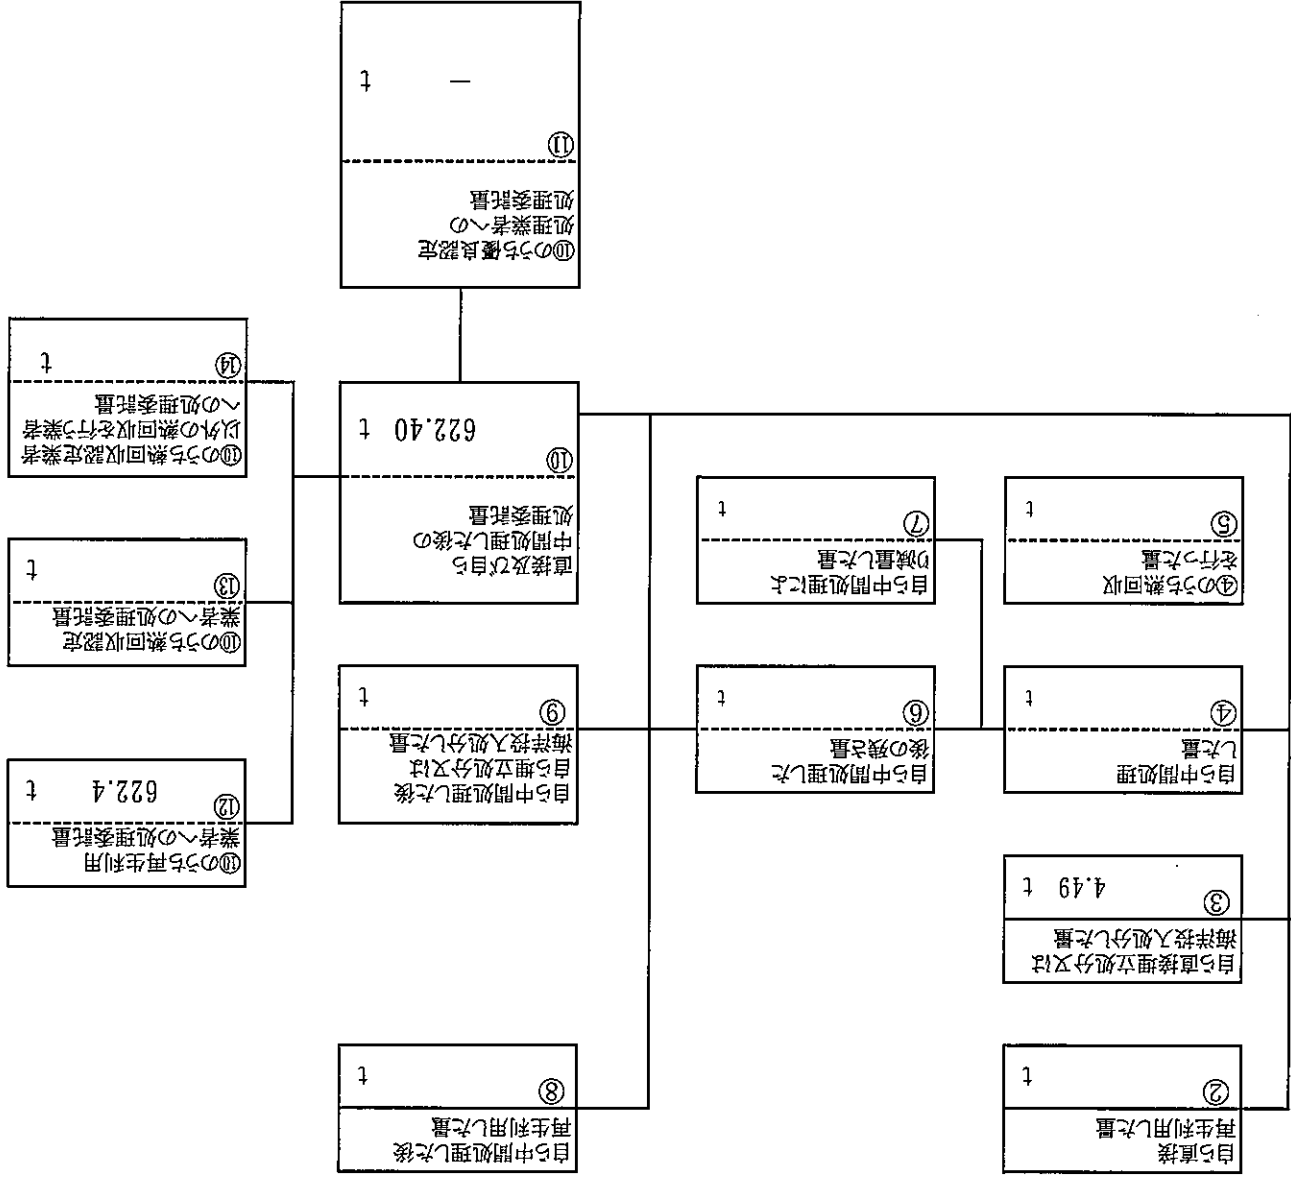 自ら直接
再生利用した量
②
t
自ら直接埋立処分又は
海洋投入処分した量
③
4.49 t
自ら中間処理
した量
④
t
④のうち熱回収
を行った量
⑤
t
自ら中間処理した
後の残さ量
⑥
t
自ら中間処理によ
り減量した量
⑦
t
自ら中間処理した後
再生利用した量
⑧
t
自ら中間処理した後
自ら埋立処分又は
海洋投入処分した量
⑨
t
直接及び自ら
中間処理した後の
処理委託量
⑩
622.40 t
⑩のうち優良認定
処理業者への
処理委託量
⑪
― t
⑩のうち再生利用
業者への処理委託量
⑫
622.4 t
⑩のうち熱回収認定
業者への処理委託量
⑬
t
⑩のうち熱回収認定業者
以外の熱回収を行う業者
への処理委託量
⑭
t